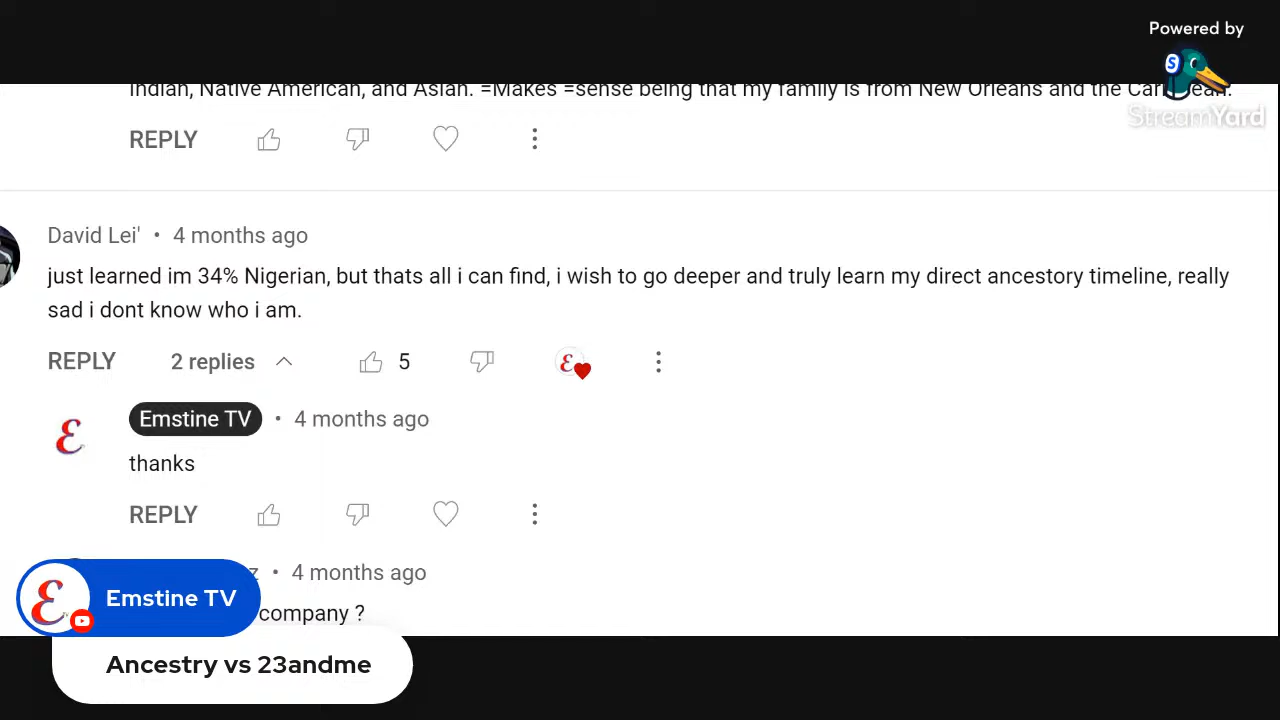 Powered by
StreamYard
Indian, Native American, and Asian. =Makes =sense being that my family is from New Orleans and the Caribbean.
REPLY
David Lei' • 4 months ago
just learned im 34% Nigerian, but thats all i can find, i wish to go deeper and truly learn my direct ancestory timeline, really
sad i dont know who i am.
REPLY 2 replies 5
Emstine TV • 4 months ago
thanks
REPLY
z • 4 months ago
company ?
Emstine TV
Ancestry vs 23andme